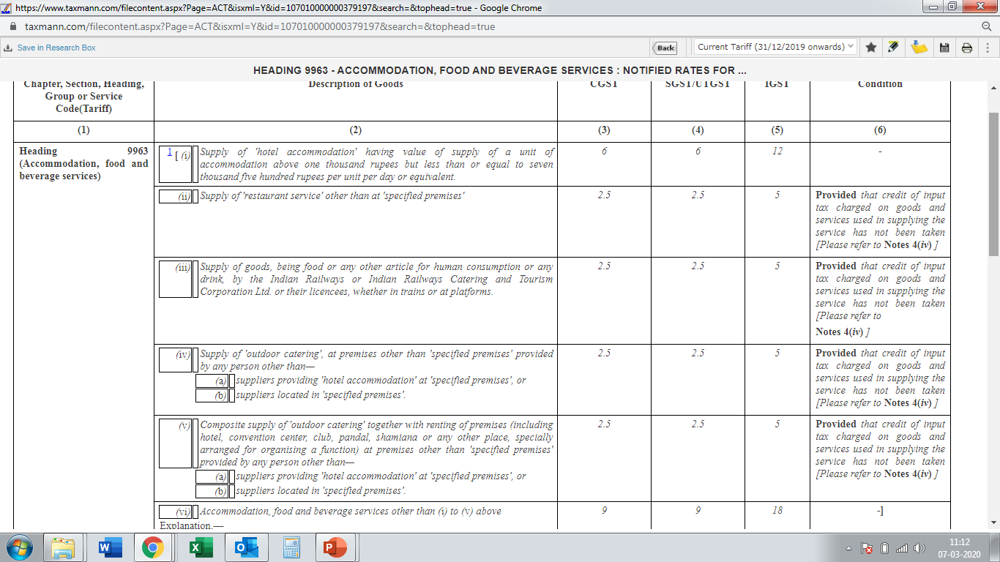 https://www.taxmann.com/filecontent.aspx?Page=ACT&isxml=Y&id=107010000000379197&search=&tophead=true - Google Chrome
taxmann.com/filecontent.aspx?Page=ACT&isxml=Y&id=107010000000379197&search=&tophead=true
Save in Research Box
Back
Current Tariff (31/12/2019 onwards)
HEADING 9963 - ACCOMMODATION, FOOD AND BEVERAGE SERVICES : NOTIFIED RATES FOR ...
Chapter, Section, Heading,
Group or Service
Code(Tariff)
Description of Goods
CGST
SGST/UTGST
IGST
Condition
(1)
(2)
(3)
(4)
(5)
(6)
Heading 9963
(Accommodation, food and
beverage services)
1 [ (i) Supply of 'hotel accommodation' having value of supply of a unit of
accommodation above one thousand rupees but less than or equal to seven
thousand five hundred rupees per unit per day or equivalent.
6
6
12
-
(ii) Supply of 'restaurant service' other than at 'specified premises'
2.5
2.5
5
Provided that credit of input
tax charged on goods and
services used in supplying the
service has not been taken
[Please refer to Notes 4(iv) ]
(iii) Supply of goods, being food or any other article for human consumption or any
drink, by the Indian Railways or Indian Railways Catering and Tourism
Corporation Ltd. or their licencees, whether in trains or at platforms.
2.5
2.5
5
Provided that credit of input
tax charged on goods and
services used in supplying the
service has not been taken
[Please refer to
Notes 4(iv) ]
(iv) Supply of 'outdoor catering', at premises other than 'specified premises' provided
by any person other than—
(a) suppliers providing 'hotel accommodation' at 'specified premises', or
(b) suppliers located in 'specified premises'.
2.5
2.5
5
Provided that credit of input
tax charged on goods and
services used in supplying the
service has not been taken
[Please refer to Notes 4(iv) ]
(v) Composite supply of 'outdoor catering' together with renting of premises (including
hotel, convention center, club, pandal, shamiana or any other place, specially
arranged for organising a function) at premises other than 'specified premises'
provided by any person other than—
(a) suppliers providing 'hotel accommodation' at 'specified premises', or
(b) suppliers located in 'specified premises'.
2.5
2.5
5
Provided that credit of input
tax charged on goods and
services used in supplying the
service has not been taken
[Please refer to Notes 4(iv) ]
(vi) Accommodation, food and beverage services other than (i) to (v) above
Explanation.—
9
9
18
-]
11:12
07-03-2020